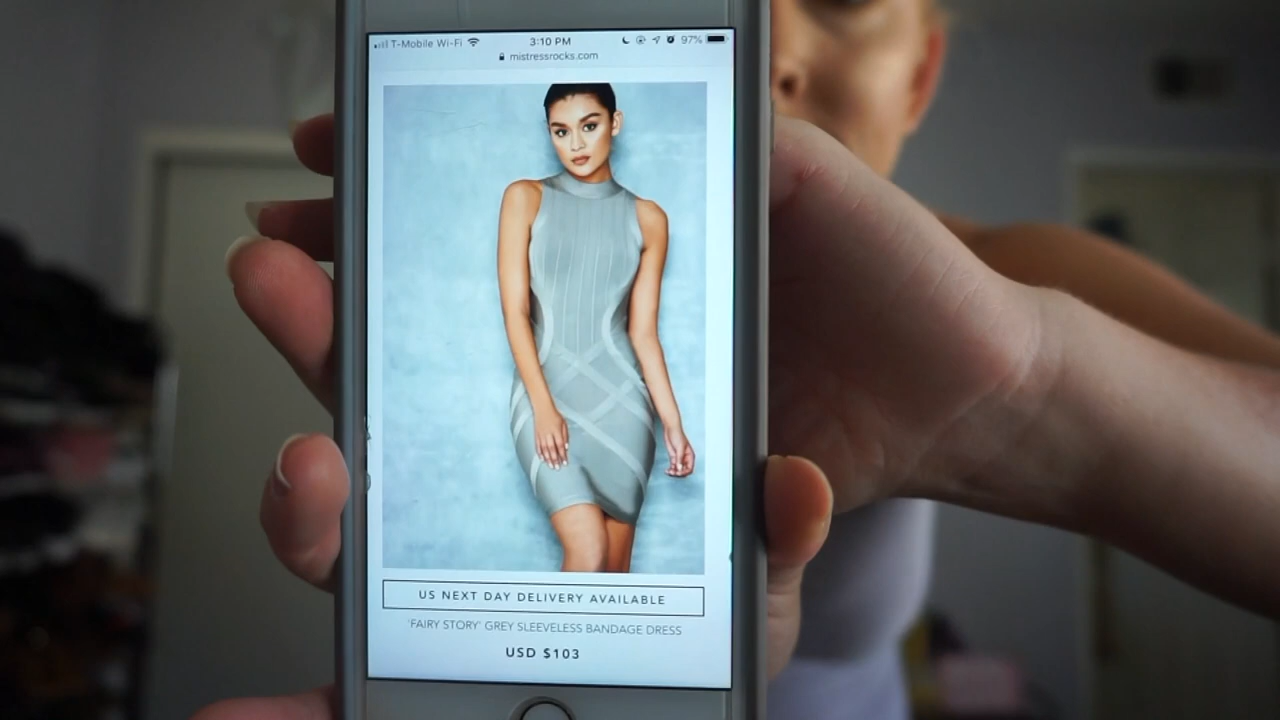 T-Mobile Wi-Fi 3:10 PM 97%
mistressrocks.com
US NEXT DAY DELIVERY AVAILABLE
'FAIRY STORY' GREY SLEEVELESS BANDAGE DRESS
USD $103